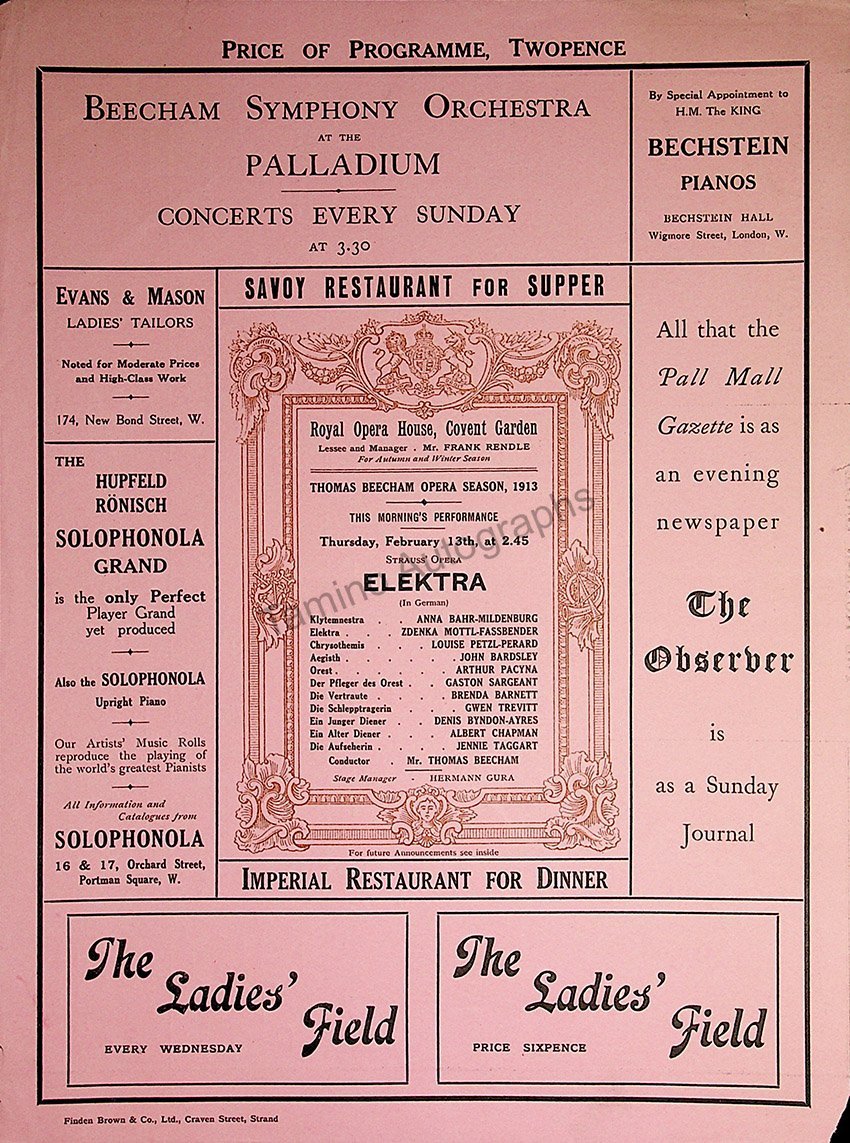 PRICE OF PROGRAMME, TWOPENCE
BEECHAM SYMPHONY ORCHESTRA
AT THE
PALLADIUM
CONCERTS EVERY SUNDAY
AT 3.30
By Special Appointment to
H.M. The KING
BECHSTEIN
PIANOS
BECHSTEIN HALL
Wigmore Street, London, W.
EVANS & MASON
LADIES' TAILORS
Noted for Moderate Prices
and High-Class Work
174, New Bond Street, W.
THE
HUPFELD
RÖNISCH
SOLOPHONOLA
GRAND
is the only Perfect
Player Grand
yet produced
Also the SOLOPHONOLA
Upright Piano
Our Artists' Music Rolls
reproduce the playing of
the world's greatest Pianists
All Information and
Catalogues from
SOLOPHONOLA
16 & 17, Orchard Street,
Portman Square, W.
SAVOY RESTAURANT FOR SUPPER
Royal Opera House, Covent Garden
Lessee and Manager . Mr. FRANK RENDLE
For Autumn and Winter Season
THOMAS BEECHAM OPERA SEASON, 1913
THIS MORNING'S PERFORMANCE
Thursday, February 13th, at 2.45
STRAUSS' OPERA
ELEKTRA
(In German)
Klytemnestra . . ANNA BAHR-MILDENBURG
Elektra . . . ZDENKA MOTTL-FASSBENDER
Chrysothemis . . . LOUISE PETZL-PERARD
Aegisth . . . . . . . . JOHN BARDSLEY
Orest . . . . . . . . ARTHUR PACYNA
Der Pfleger des Orest . . . GASTON SARGEANT
Die Vertraute . . . . . BRENDA BARNETT
Die Schlepptragerin . . . GWEN TREVITT
Ein Junger Diener . . DENIS BYNDON-AYRES
Ein Alter Diener . . . . ALBERT CHAPMAN
Die Aufseherin . . . . JENNIE TAGGART
Conductor . Mr. THOMAS BEECHAM
Stage Manager . HERMANN GURA
For future Announcements see inside
IMPERIAL RESTAURANT FOR DINNER
All that the
Pall Mall
Gazette is as
an evening
newspaper
The
Observer
is
as a Sunday
Journal
The
Ladies'
Field
EVERY WEDNESDAY
The
Ladies'
Field
PRICE SIXPENCE
Finden Brown & Co., Ltd., Craven Street, Strand
Tamino Autographs